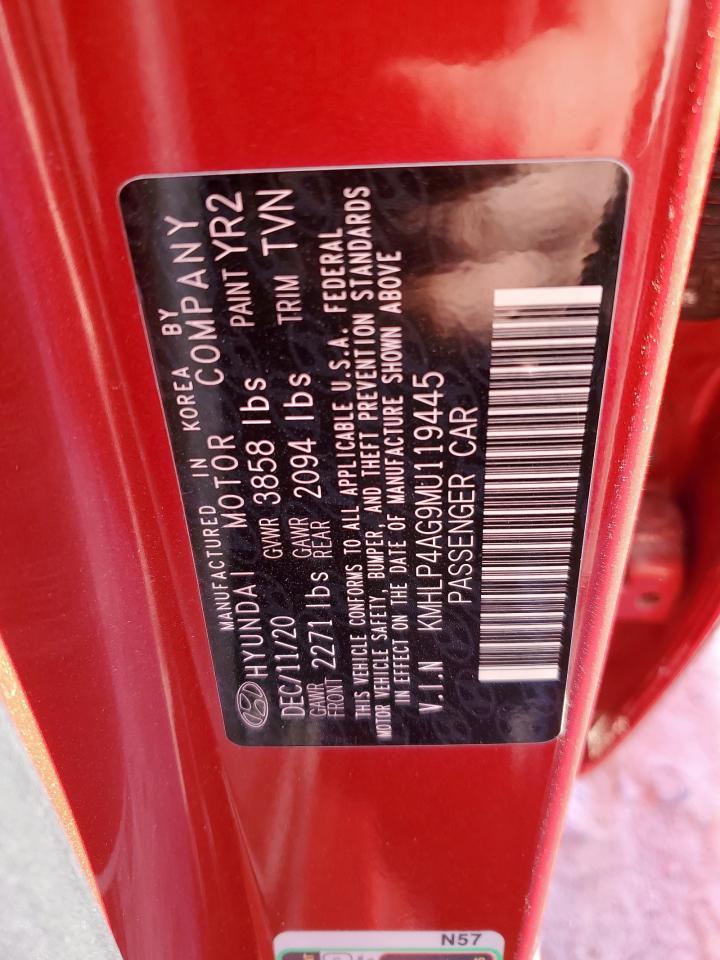 MANUFACTURED IN KOREA BY
HYUNDAI MOTOR COMPANY
DEC/11/20 GVWR 3858 lbs PAINT YR2
GAWR FRONT 2271 lbs GAWR REAR 2094 lbs TRIM TVN
THIS VEHICLE CONFORMS TO ALL APPLICABLE U.S.A. FEDERAL
MOTOR VEHICLE SAFETY, BUMPER, AND THEFT PREVENTION STANDARDS
IN EFFECT ON THE DATE OF MANUFACTURE SHOWN ABOVE
V.I.N KMHLP4AG9MU119445
PASSENGER CAR
N57